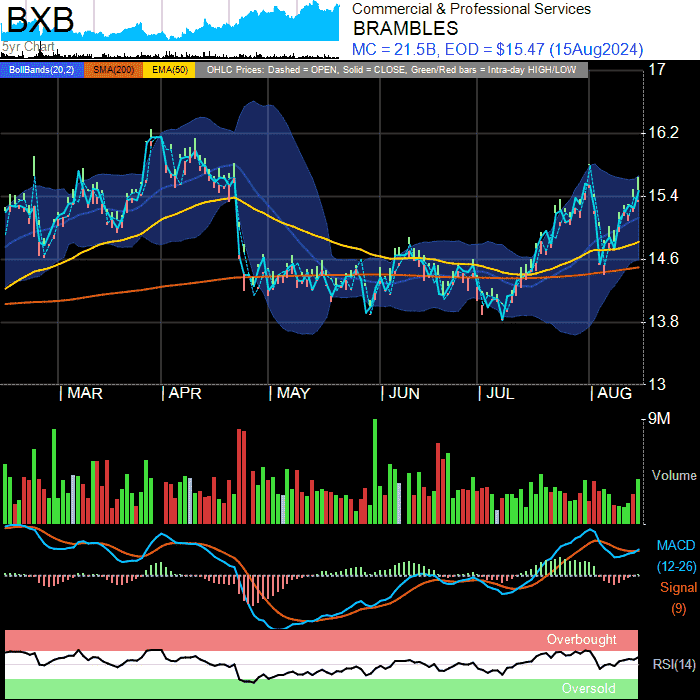 BXB
5yr Chart
Commercial & Professional Services
BRAMBLES
MC = 21.5B, EOD = $15.47 (15Aug2024)
BollBands(20,2) SMA(200) EMA(50) OHLC Prices: Dashed = OPEN, Solid = CLOSE, Green/Red bars = Intra-day HIGH/LOW
17
16.2
15.4
14.6
13.8
13
| MAR | APR | MAY | JUN | JUL | AUG
9M
Volume
MACD
(12-26)
Signal
(9)
Overbought
RSI(14)
Oversold